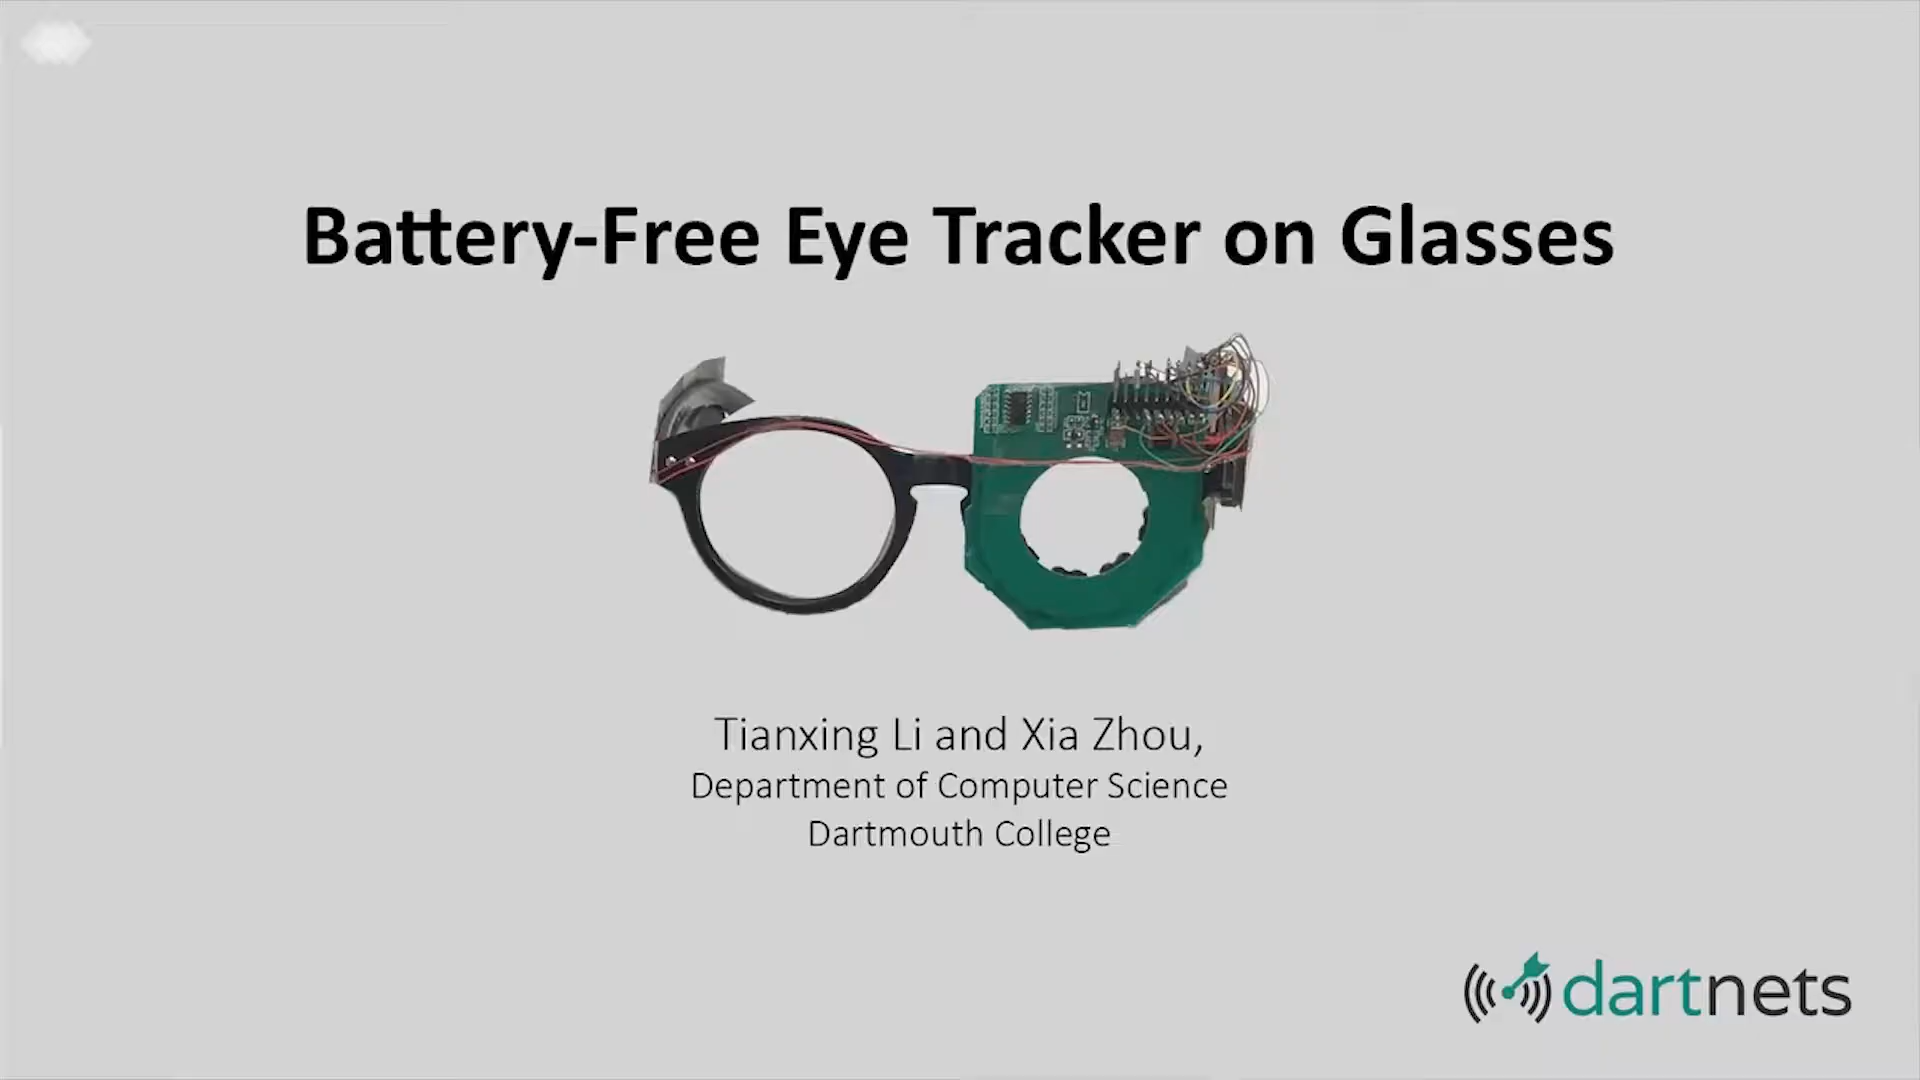 Battery-Free Eye Tracker on Glasses
Tianxing Li and Xia Zhou,
Department of Computer Science
Dartmouth College
dartnets